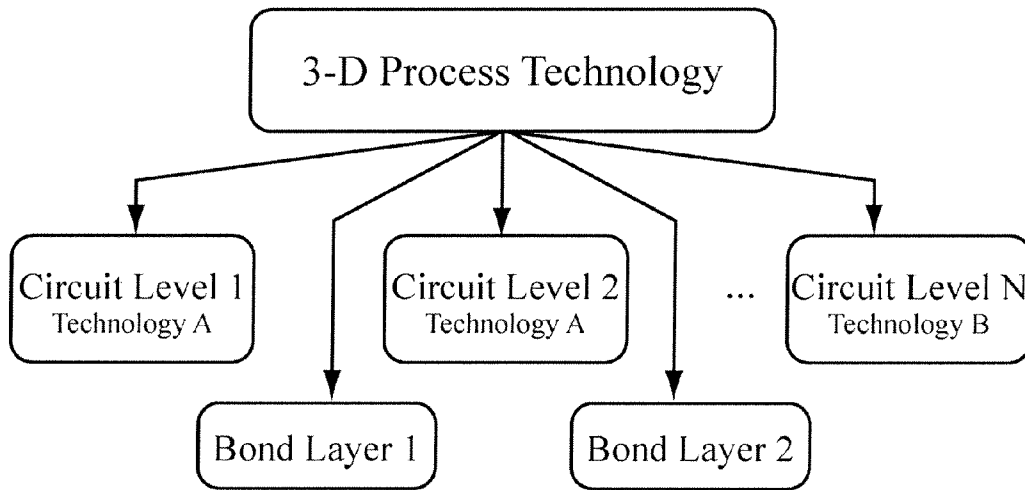 3-D Process Technology
Circuit Level 1
Technology A
Circuit Level 2
Technology A
...
Circuit Level N
Technology B
Bond Layer 1
Bond Layer 2